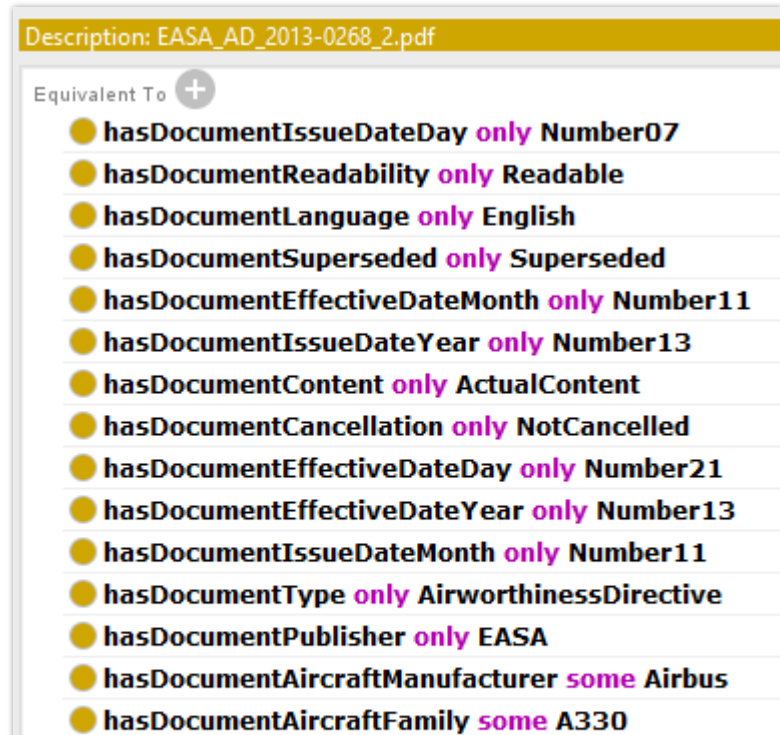 Description: EASA_AD_2013-0268_2.pdf
Equivalent To
hasDocumentIssueDateDay only Number07
hasDocumentReadability only Readable
hasDocumentLanguage only English
hasDocumentSuperseded only Superseded
hasDocumentEffectiveDateMonth only Number11
hasDocumentIssueDateYear only Number13
hasDocumentContent only ActualContent
hasDocumentCancellation only NotCancelled
hasDocumentEffectiveDateDay only Number21
hasDocumentEffectiveDateYear only Number13
hasDocumentIssueDateMonth only Number11
hasDocumentType only AirworthinessDirective
hasDocumentPublisher only EASA
hasDocumentAircraftManufacturer some Airbus
hasDocumentAircraftFamily some A330